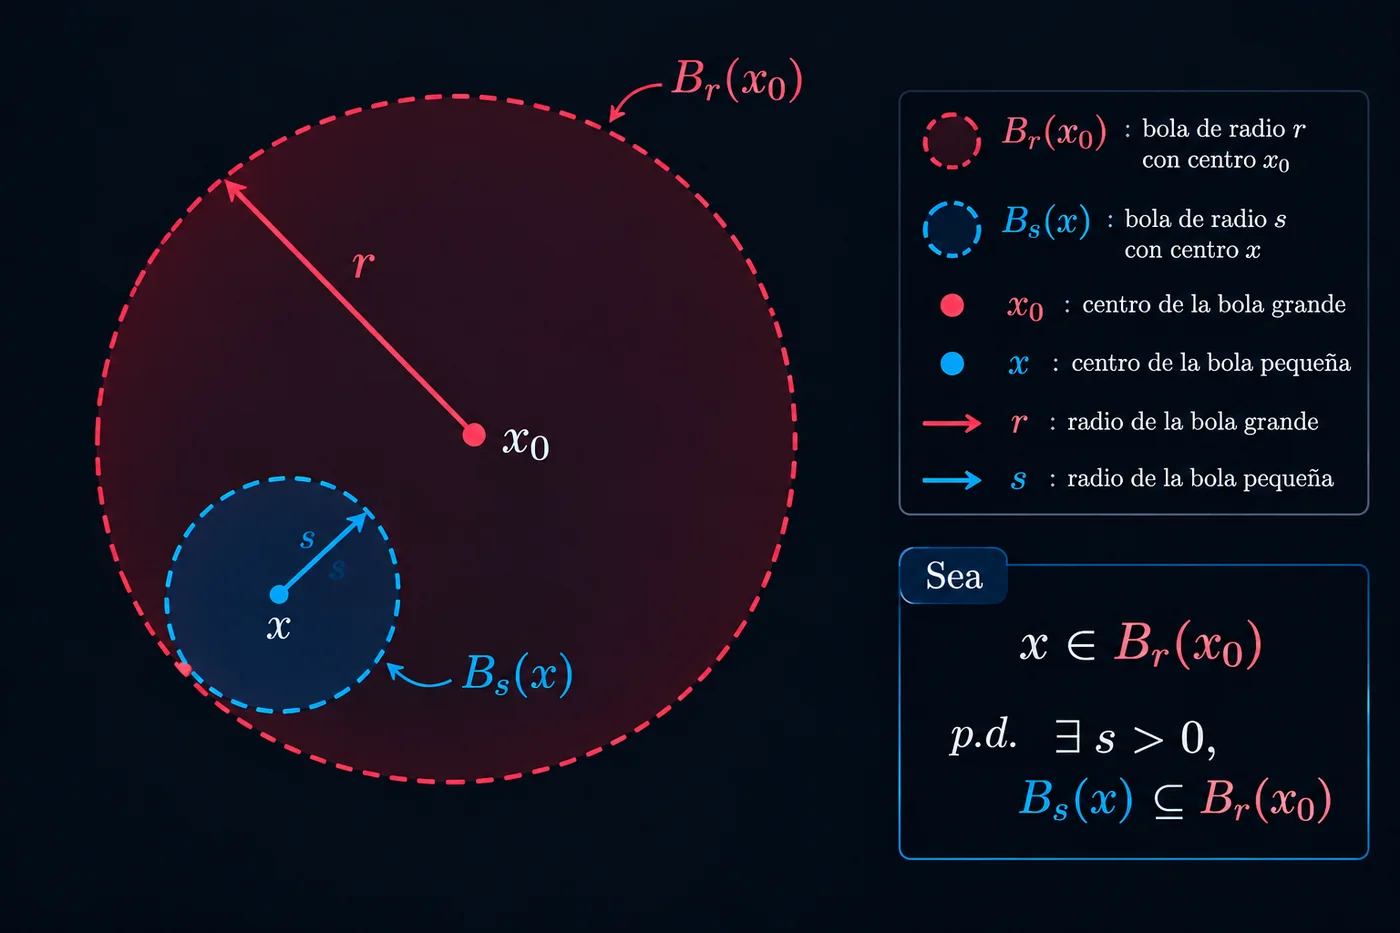 B_r(x_0)
r
x_0
s
s
x
B_s(x)
B_r(x_0) : bola de radio r
con centro x_0
B_s(x) : bola de radio s
con centro x
x_0 : centro de la bola grande
x : centro de la bola pequeña
r : radio de la bola grande
s : radio de la bola pequeña
Sea
x ∈ B_r(x_0)
p.d. ∃ s > 0,
B_s(x) ⊆ B_r(x_0)